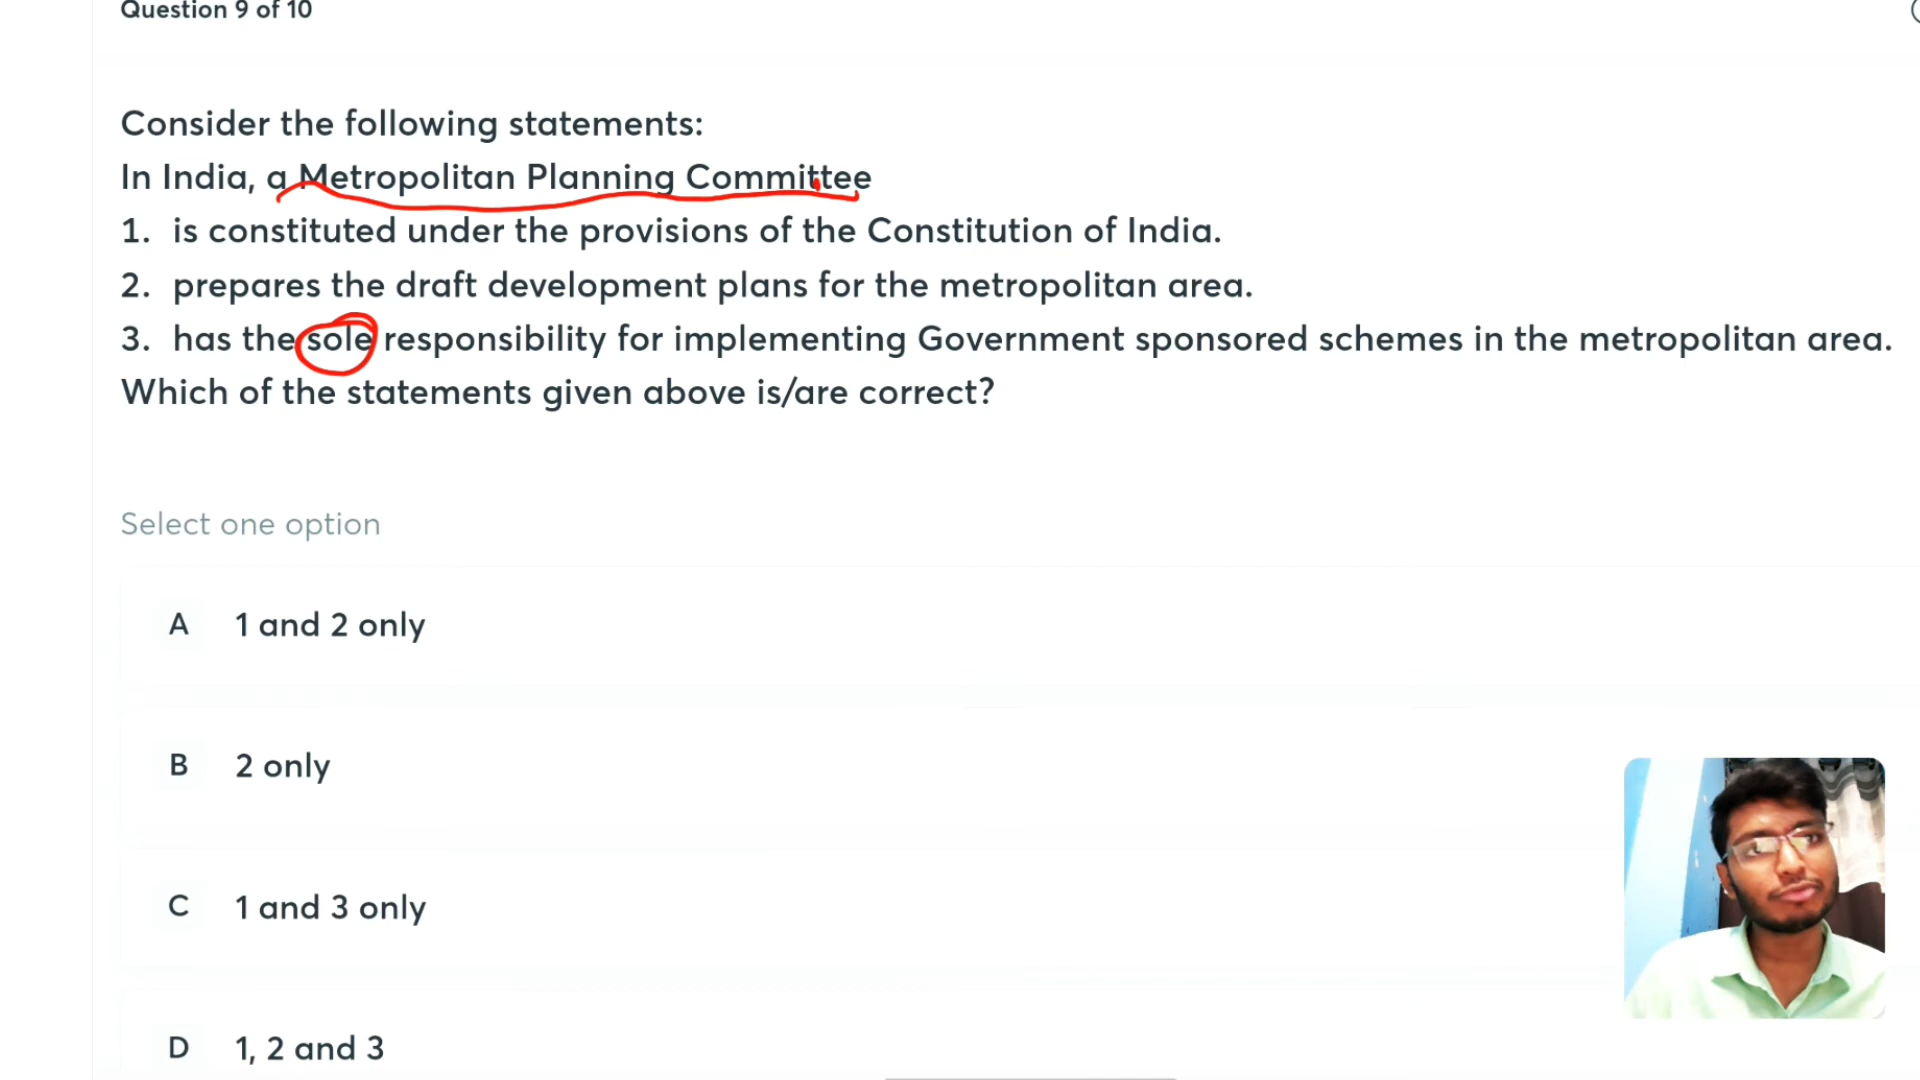 Question 9 of 10
Consider the following statements:
In India, a Metropolitan Planning Committee
1. is constituted under the provisions of the Constitution of India.
2. prepares the draft development plans for the metropolitan area.
3. has the sole responsibility for implementing Government sponsored schemes in the metropolitan area.
Which of the statements given above is/are correct?
Select one option
A 1 and 2 only
B 2 only
C 1 and 3 only
D 1, 2 and 3